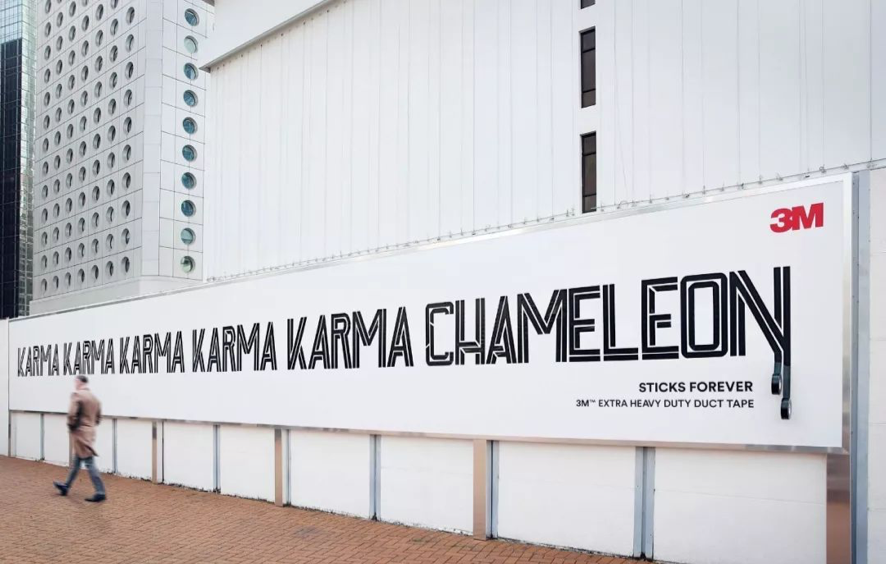 3M
KARMA KARMA KARMA KARMA KARMA CHAMELEON
STICKS FOREVER
3M™ EXTRA HEAVY DUTY DUCT TAPE